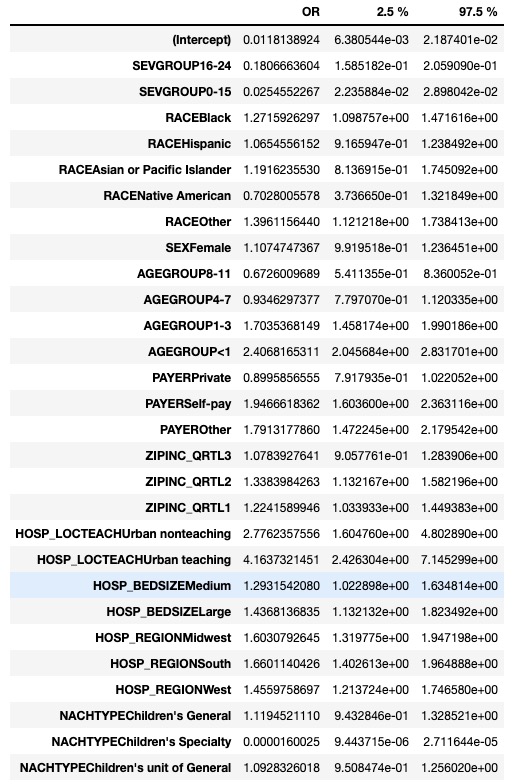 OR 2.5 % 97.5 %
(Intercept) 0.0118138924 6.380544e-03 2.187401e-02
SEVGROUP16-24 0.1806663604 1.585182e-01 2.059090e-01
SEVGROUP0-15 0.0254552267 2.235884e-02 2.898042e-02
RACEBlack 1.2715926297 1.098757e+00 1.471616e+00
RACEHispanic 1.0654556152 9.165947e-01 1.238492e+00
RACEAsian or Pacific Islander 1.1916235530 8.136915e-01 1.745092e+00
RACENative American 0.7028005578 3.736650e-01 1.321849e+00
RACEOther 1.3961156440 1.121218e+00 1.738413e+00
SEXFemale 1.1074747367 9.919518e-01 1.236451e+00
AGEGROUP8-11 0.6726009689 5.411355e-01 8.360052e-01
AGEGROUP4-7 0.9346297377 7.797070e-01 1.120335e+00
AGEGROUP1-3 1.7035368149 1.458174e+00 1.990186e+00
AGEGROUP<1 2.4068165311 2.045684e+00 2.831701e+00
PAYERPrivate 0.8995856555 7.917935e-01 1.022052e+00
PAYERSelf-pay 1.9466618362 1.603600e+00 2.363116e+00
PAYEROther 1.7913177860 1.472245e+00 2.179542e+00
ZIPINC_QRTL3 1.0783927641 9.057761e-01 1.283906e+00
ZIPINC_QRTL2 1.3383984263 1.132167e+00 1.582196e+00
ZIPINC_QRTL1 1.2241589946 1.033933e+00 1.449383e+00
HOSP_LOCTEACHUrban nonteaching 2.7762357556 1.604760e+00 4.802890e+00
HOSP_LOCTEACHUrban teaching 4.1637321451 2.426304e+00 7.145299e+00
HOSP_BEDSIZEMedium 1.2931542080 1.022898e+00 1.634814e+00
HOSP_BEDSIZELarge 1.4368136835 1.132132e+00 1.823492e+00
HOSP_REGIONMidwest 1.6030792645 1.319775e+00 1.947198e+00
HOSP_REGIONSouth 1.6601140426 1.402613e+00 1.964888e+00
HOSP_REGIONWest 1.4559758697 1.213724e+00 1.746580e+00
NACHTYPEChildren's General 1.1194521110 9.432846e-01 1.328521e+00
NACHTYPEChildren's Specialty 0.0000160025 9.443715e-06 2.711644e-05
NACHTYPEChildren's unit of General 1.0928326018 9.508474e-01 1.256020e+00